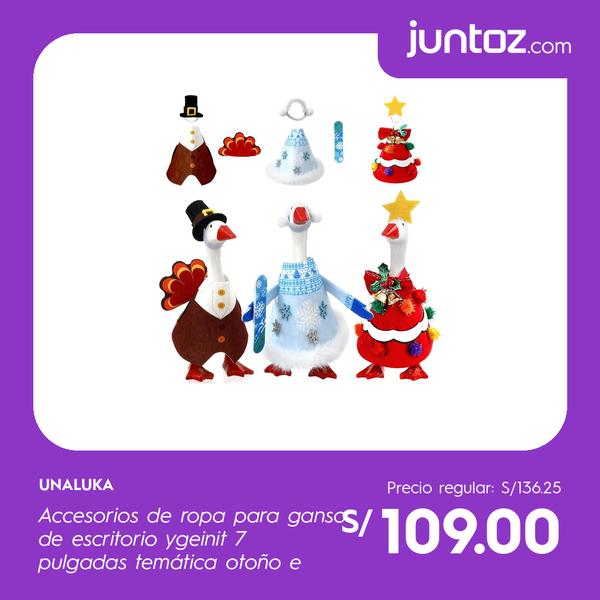 juntoz.com
UNALUKA
Accesorios de ropa para ganso
de escritorio ygeinit 7
pulgadas temática otoño e
Precio regular: S/136.25
S/ 109.00